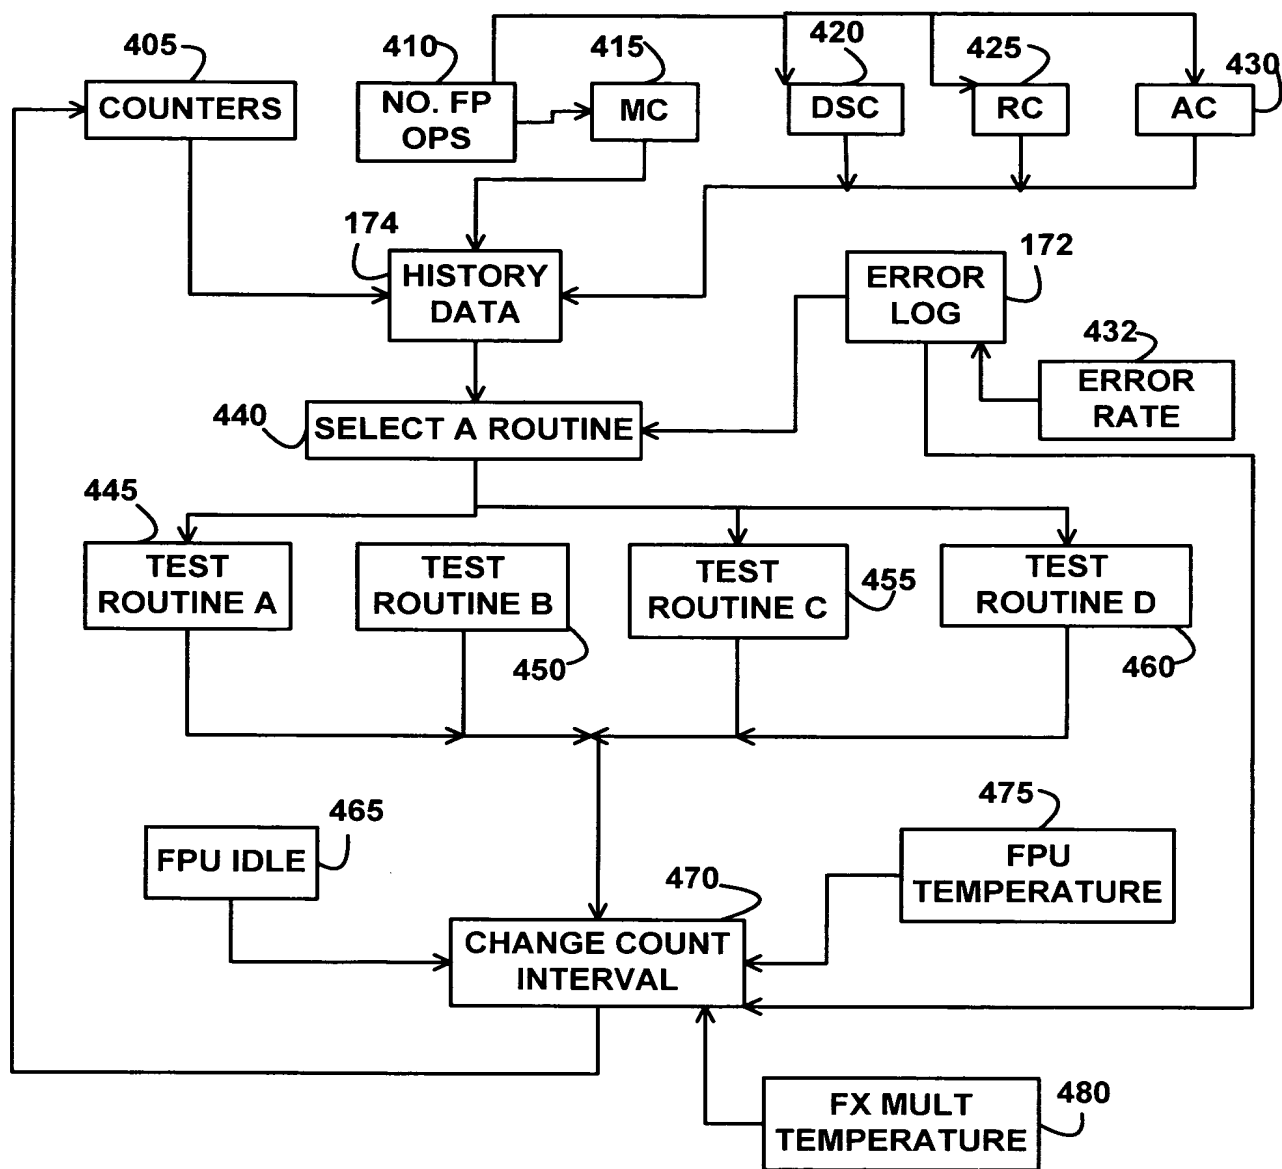 405
410
415
420
425
430
COUNTERS
NO. FP
OPS
MC
DSC
RC
AC
174
HISTORY
DATA
ERROR
LOG
172
432
ERROR
RATE
440
SELECT A ROUTINE
445
TEST
ROUTINE A
TEST
ROUTINE B
450
TEST
ROUTINE C
455
TEST
ROUTINE D
460
465
FPU IDLE
475
FPU
TEMPERATURE
470
CHANGE COUNT
INTERVAL
FX MULT
TEMPERATURE
480